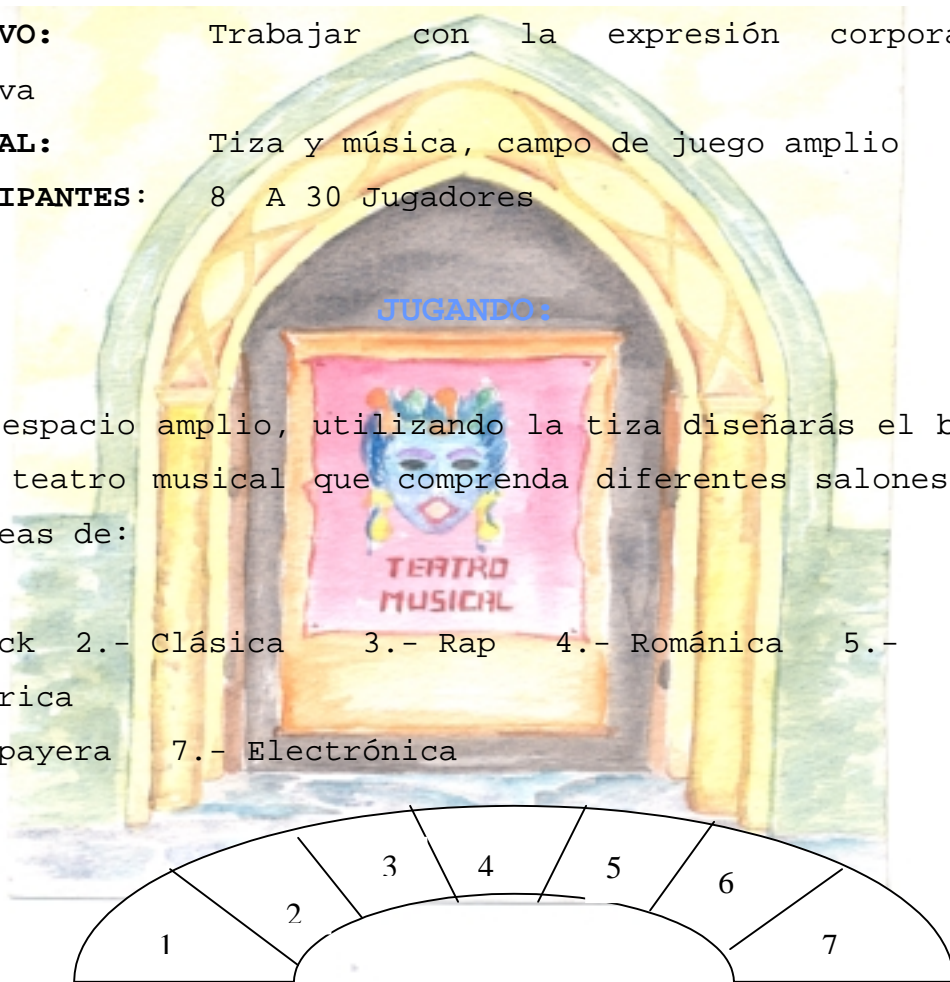 VO: Trabajar con la expresión corpora
va
AL: Tiza y música, campo de juego amplio
IPANTES: 8 A 30 Jugadores
JUGANDO:
espacio amplio, utilizando la tiza diseñarás el b
teatro musical que comprenda diferentes salones
eas de:
TEATRO
MUSICAL
ck 2.- Clásica 3.- Rap 4.- Románica 5.-
rica
payera 7.- Electrónica
1 2 3 4 5 6 7